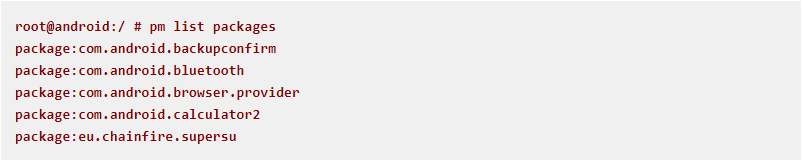 root@android:/ # pm list packages
package:com.android.backupconfirm
package:com.android.bluetooth
package:com.android.browser.provider
package:com.android.calculator2
package:eu.chainfire.supersu